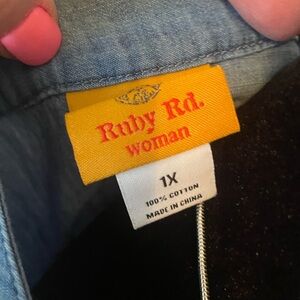 Ruby Rd.
woman
1X
100% COTTON
MADE IN CHINA